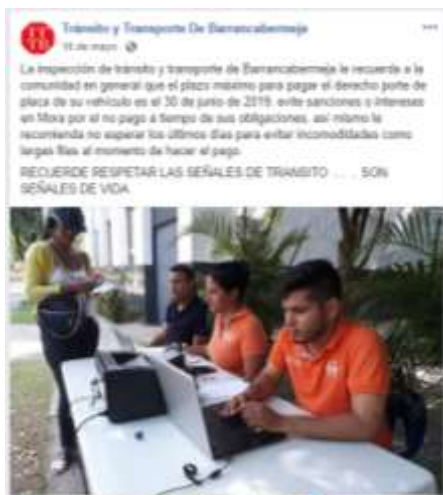 Tránsito y Transporte De Barrancabermeja
de mayo
La inspección de tránsito y transporte de Barrancabermeja le recuerda a la
comunidad en general que el plazo máximo para pagar el derecho porte de
placa de su vehículo es el 30 de junio de 2019. evite sanciones o intereses
en Mora por el no pago a tiempo de sus obligaciones. así mismo le
recomienda no esperar los últimos días para evitar incomodidades como
largas filas al momento de hacer el pago.
RECUERDE RESPETAR LAS SEÑALES DE TRANSITO ... . SON
SEÑALES DE VIDA